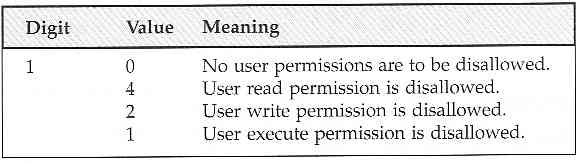 Digit Value Meaning
1 0 No user permissions are to be disallowed.
4 User read permission is disallowed.
2 User write permission is disallowed.
1 User execute permission is disallowed.